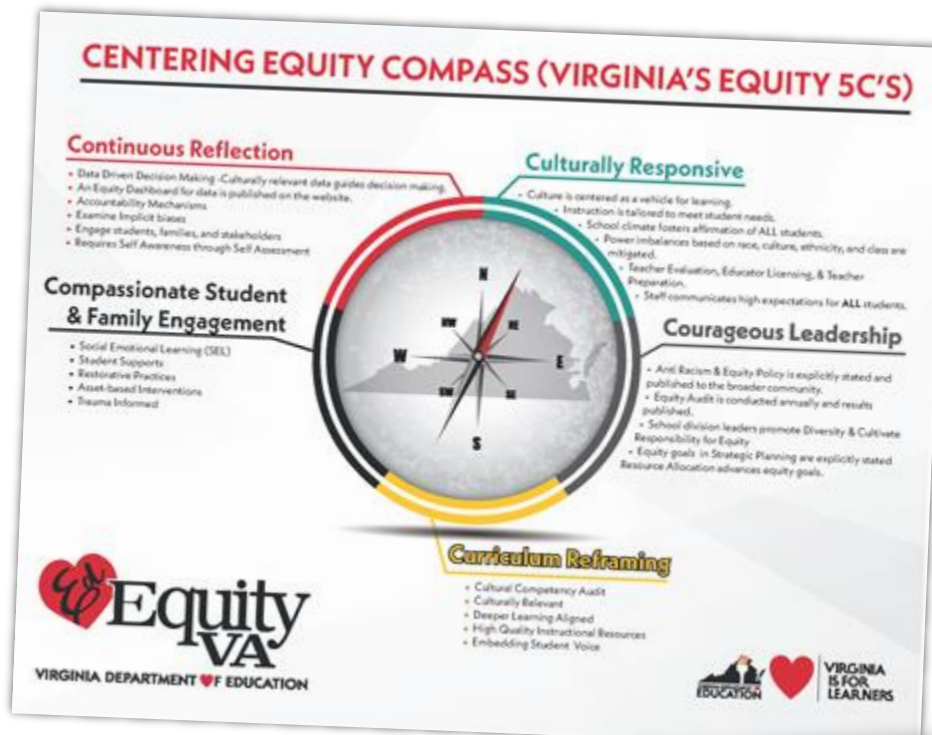 CENTERING EQUITY COMPASS (VIRGINIA'S EQUITY 5C'S)
Continuous Reflection
• Data Driven Decision Making -Culturally relevant data guides decision making.
• An Equity Dashboard for data is published on the website.
• Accountability Mechanisms
• Examine Implicit biases
• Engage students, families, and stakeholders
• Requires Self Awareness through Self Assessment
Culturally Responsive
• Culture is centered as a vehicle for learning.
• Instruction is tailored to meet student needs.
• School climate fosters affirmation of ALL students.
• Power imbalances based on race, culture, ethnicity, and class are
mitigated.
• Teacher Evaluation, Educator Licensing, & Teacher
Preparation.
• Staff communicates high expectations for ALL students.
Compassionate Student
& Family Engagement
• Social Emotional Learning (SEL)
• Student Supports
• Restorative Practices
• Asset-based Interventions
• Trauma Informed
N
NW NE
W E
SW SE
S
Courageous Leadership
• Anti Racism & Equity Policy is explicitly stated and
published to the broader community.
• Equity Audit is conducted annually and results
published.
• School division leaders promote Diversity & Cultivate
Responsibility for Equity
• Equity goals in Strategic Planning are explicitly stated
Resource Allocation advances equity goals.
Curriculum Reframing
• Cultural Competency Audit
• Culturally Relevant
• Deeper Learning Aligned
• High Quality Instructional Resources
• Embedding Student Voice
Ed
Equity
VA
VIRGINIA DEPARTMENT OF EDUCATION
EDUCATION
VIRGINIA
IS FOR
LEARNERS